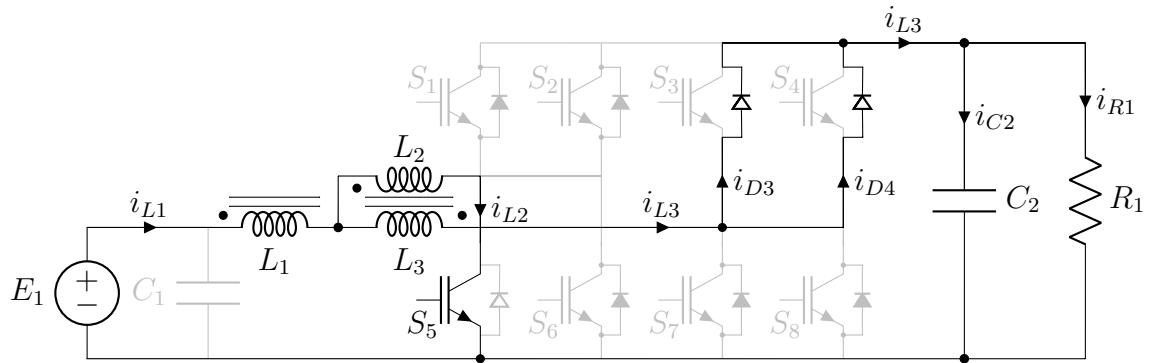 i_{L3}
S_1 S_2 S_3 S_4
i_{R1}
i_{C2}
L_2
i_{D3} i_{D4}
i_{L1} i_{L2} i_{L3}
C_2 R_1
L_1 L_3
E_1 + − C_1
S_5 S_6 S_7 S_8